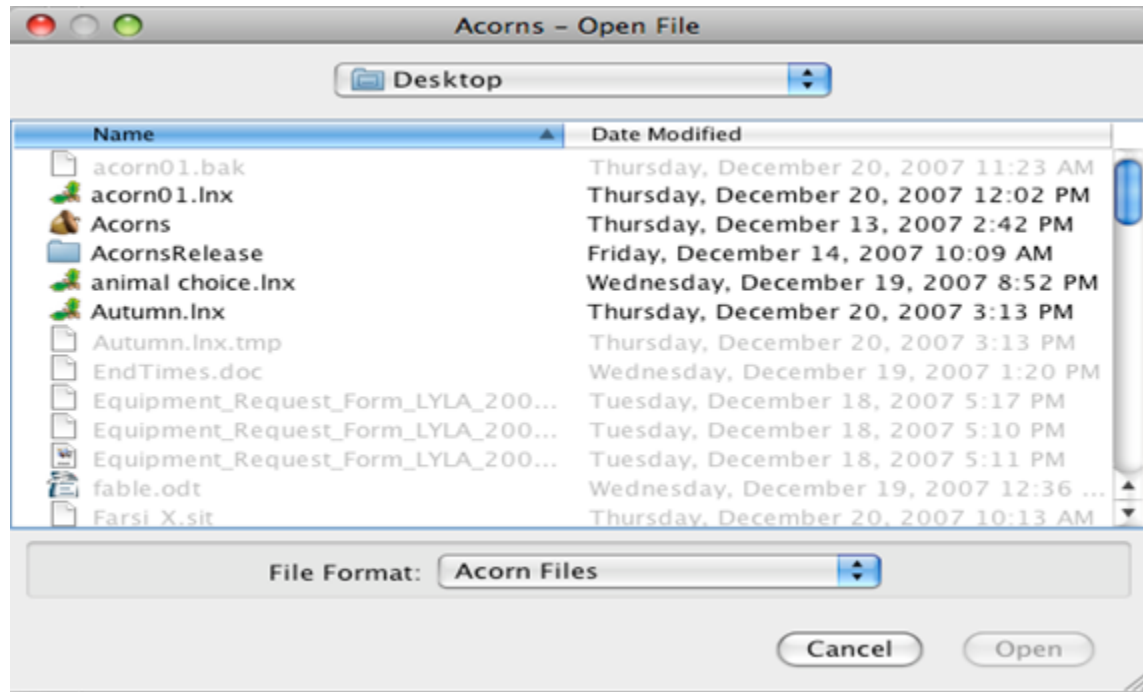 Acorns – Open File
Desktop
Name Date Modified
acorn01.bak Thursday, December 20, 2007 11:23 AM
acorn01.lnx Thursday, December 20, 2007 12:02 PM
Acorns Thursday, December 13, 2007 2:42 PM
AcornsRelease Friday, December 14, 2007 10:09 AM
animal choice.lnx Wednesday, December 19, 2007 8:52 PM
Autumn.lnx Thursday, December 20, 2007 3:13 PM
Autumn.lnx.tmp Thursday, December 20, 2007 3:13 PM
EndTimes.doc Wednesday, December 19, 2007 1:20 PM
Equipment_Request_Form_LYLA_200... Tuesday, December 18, 2007 5:17 PM
Equipment_Request_Form_LYLA_200... Tuesday, December 18, 2007 5:10 PM
Equipment_Request_Form_LYLA_200... Tuesday, December 18, 2007 5:11 PM
fable.odt Wednesday, December 19, 2007 12:36 ...
Farsi X.sit Thursday, December 20, 2007 10:13 AM
File Format: Acorn Files
Cancel Open